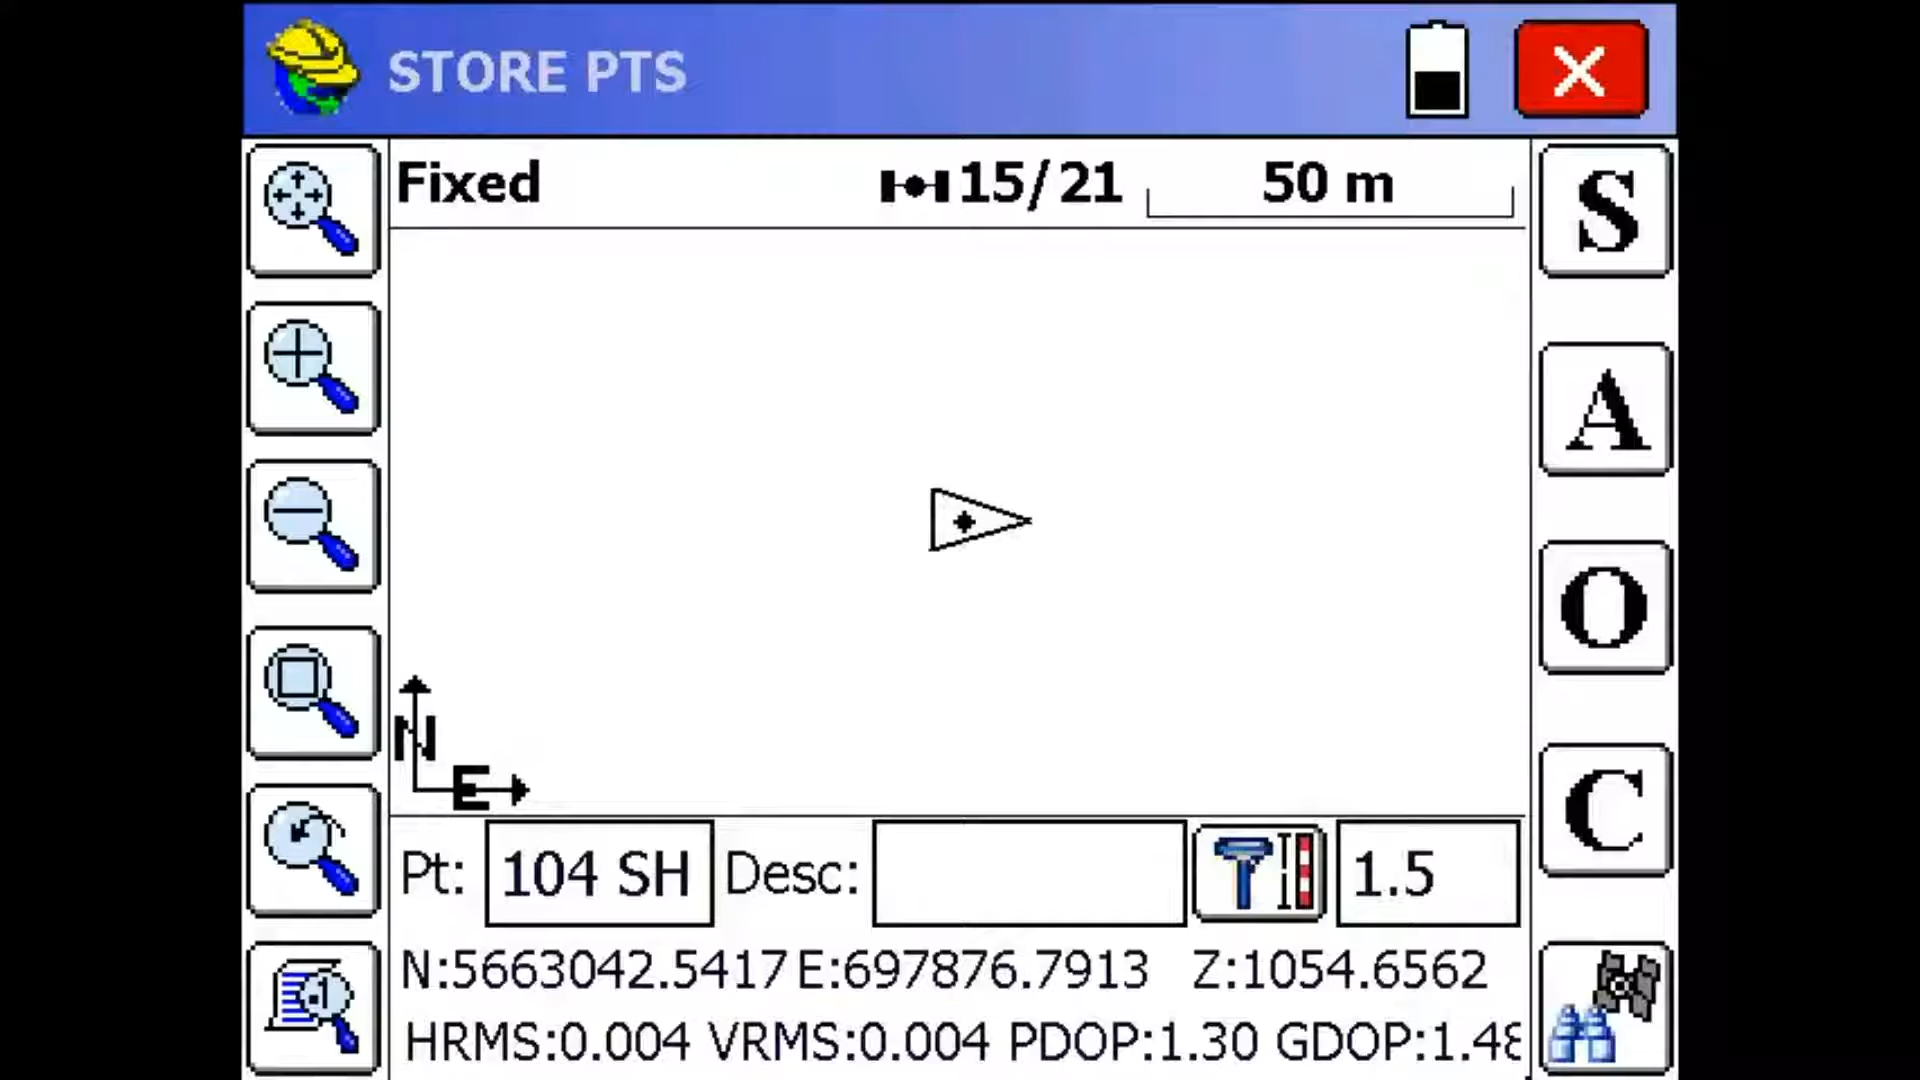 STORE PTS
Fixed 15/21 50 m
S
A
O
C
N
E
Pt: 104 SH Desc: 1.5
N:5663042.5417 E:697876.7913 Z:1054.6562
HRMS:0.004 VRMS:0.004 PDOP:1.30 GDOP:1.48